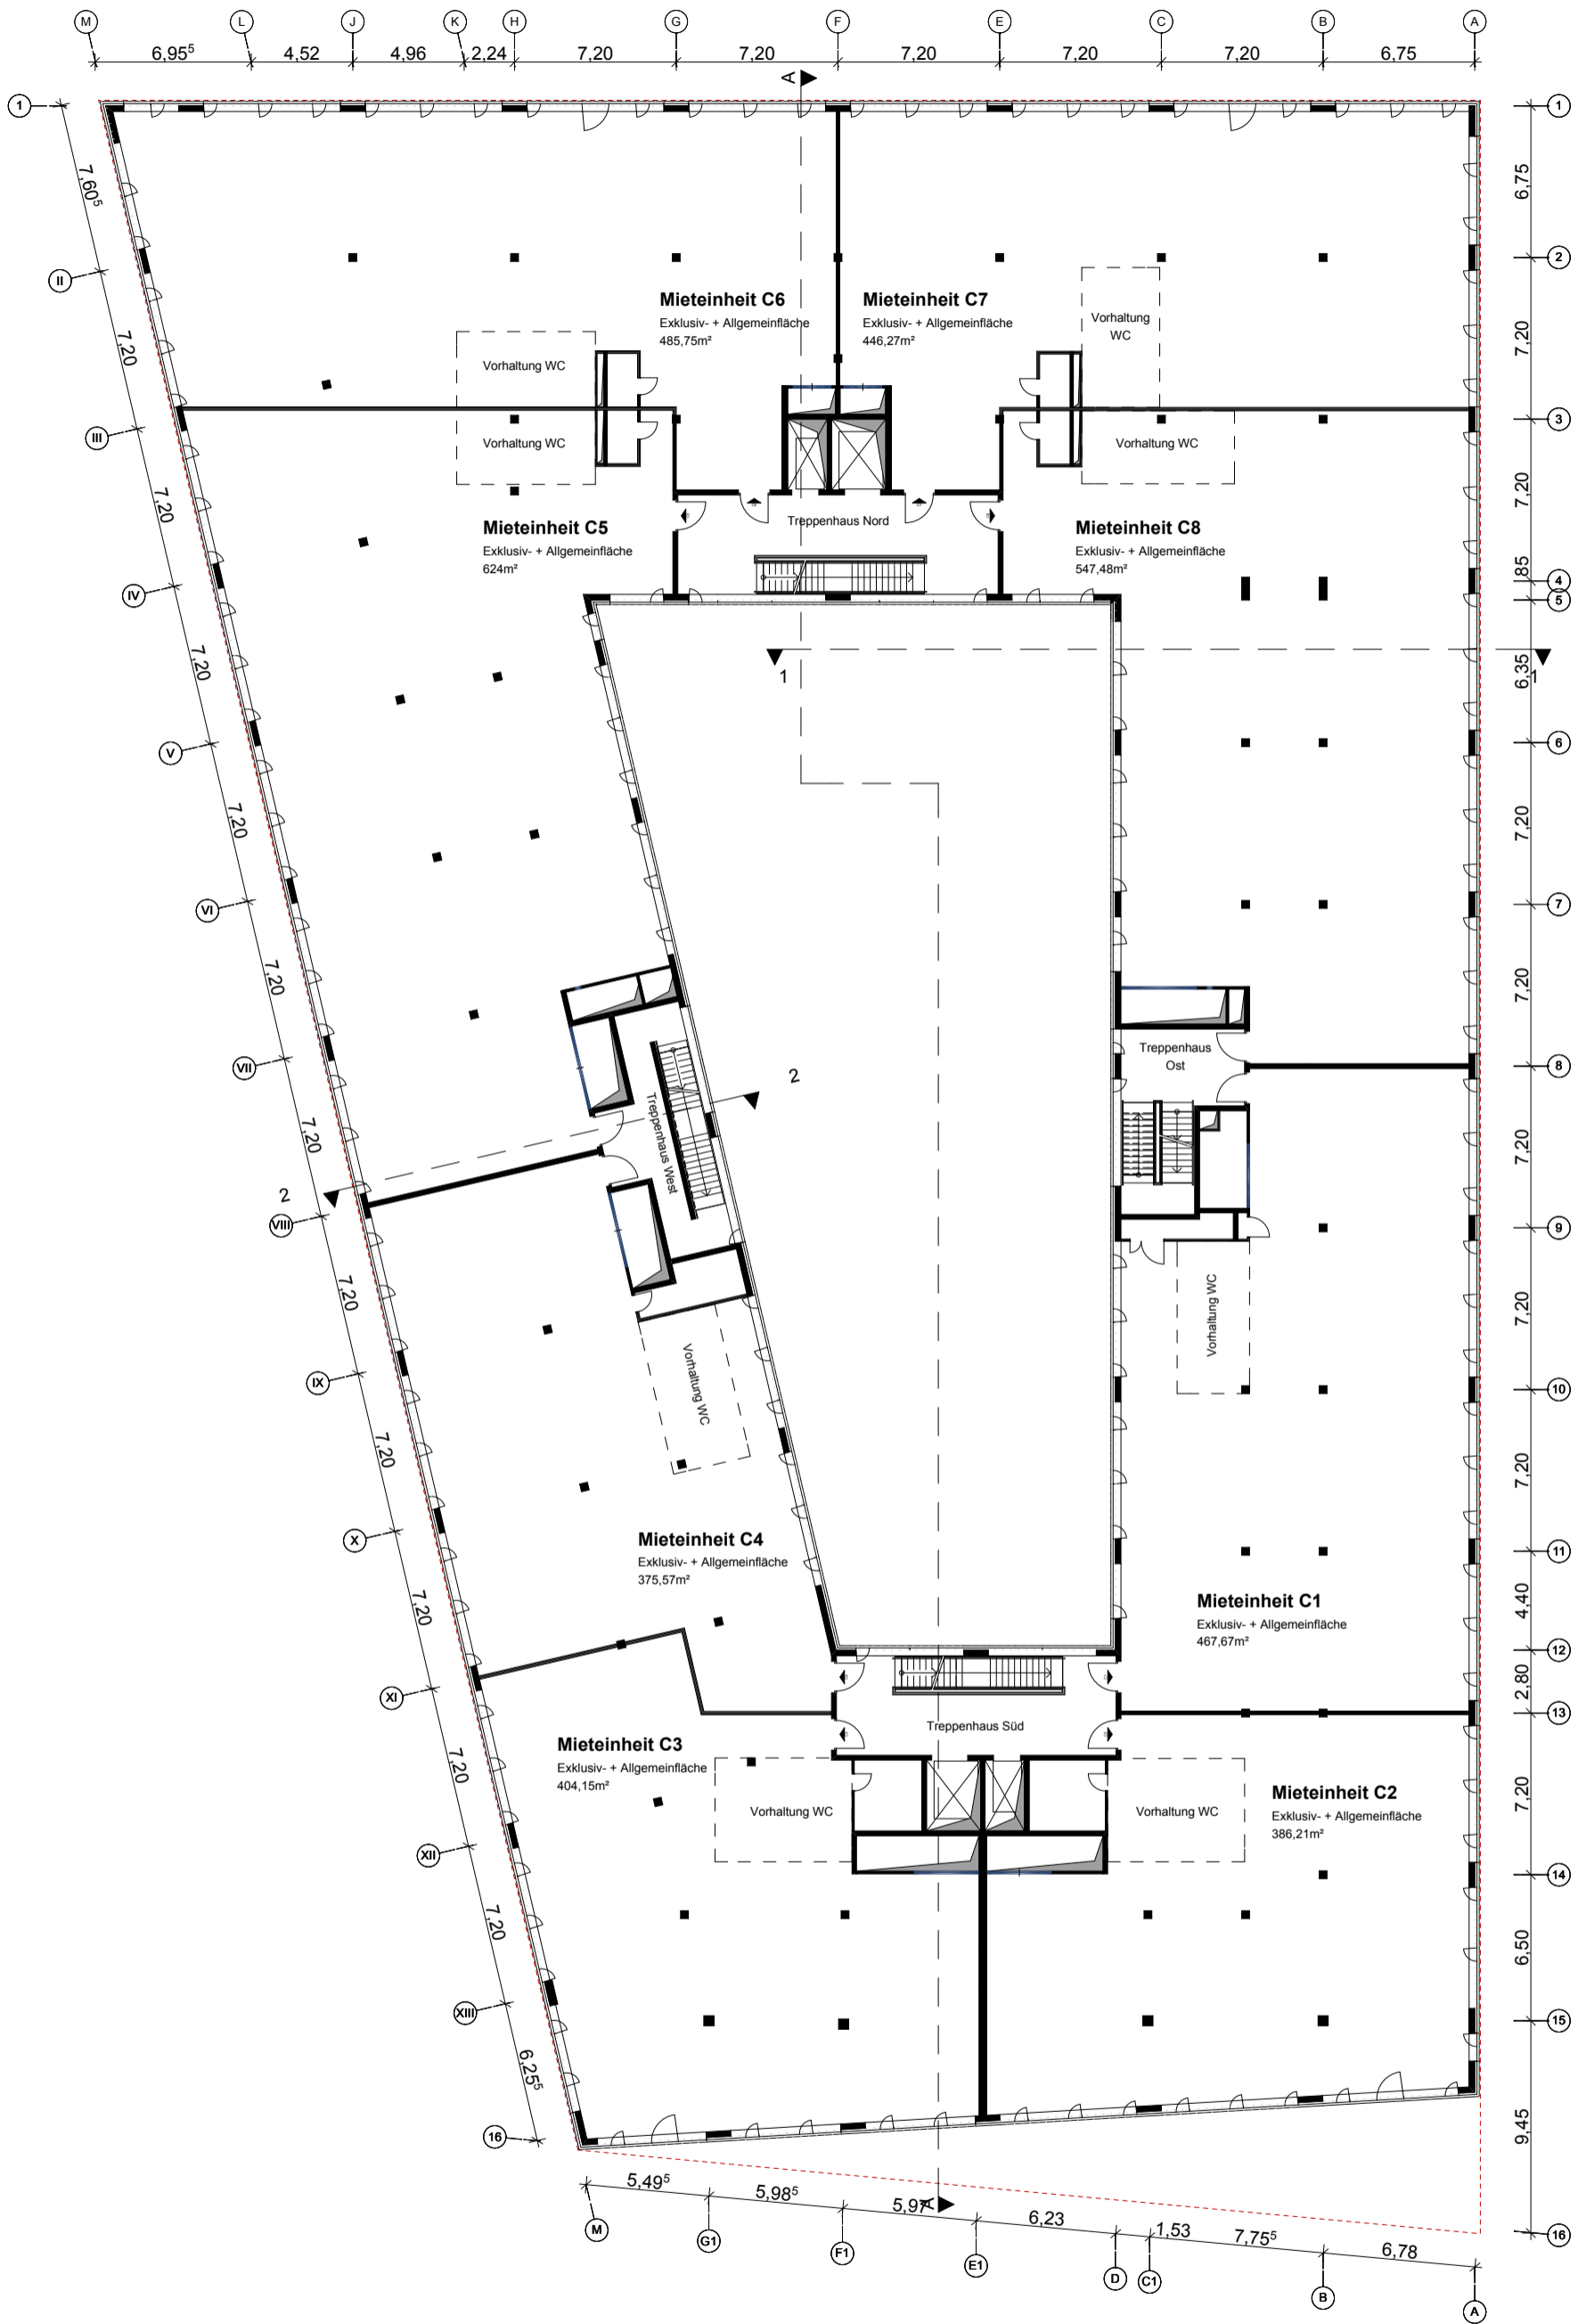 M L J K H G F E C B A
6,95⁵ 4,52 4,96 2,24 7,20 7,20 7,20 7,20 7,20 6,75
A
1 1
7,60⁵
6,75
II
2
Mieteinheit C6
Exklusiv- + Allgemeinfläche
485,75m²
Mieteinheit C7
Exklusiv- + Allgemeinfläche
446,27m²
Vorhaltung
WC
7,20
7,20
Vorhaltung WC
III
3
Vorhaltung WC
Vorhaltung WC
7,20
7,20
Treppenhaus Nord
Mieteinheit C5
Exklusiv- + Allgemeinfläche
624m²
Mieteinheit C8
Exklusiv- + Allgemeinfläche
547,48m²
85
IV
4
5
7,20
1
1
6,35
V
6
7,20
7,20
VI
7
7,20
7,20
Treppenhaus
Ost
VII
8
2
Treppenhaus West
7,20
7,20
2
VIII
9
7,20
7,20
Vorhaltung WC
Vorhaltung WC
IX
10
7,20
7,20
X
11
Mieteinheit C4
Exklusiv- + Allgemeinfläche
375,57m²
Mieteinheit C1
Exklusiv- + Allgemeinfläche
467,67m²
7,20
4,40
12
XI
2,80
13
Treppenhaus Süd
Mieteinheit C3
Exklusiv- + Allgemeinfläche
404,15m²
7,20
Mieteinheit C2
Exklusiv- + Allgemeinfläche
386,21m²
7,20
Vorhaltung WC
Vorhaltung WC
XII
14
7,20
6,50
XIII
15
6,25⁵
9,45
16
16
5,49⁵ 5,98⁵ 5,97 6,23 1,53 7,75⁵ 6,78
A
M G1 F1 E1 D C1 B A